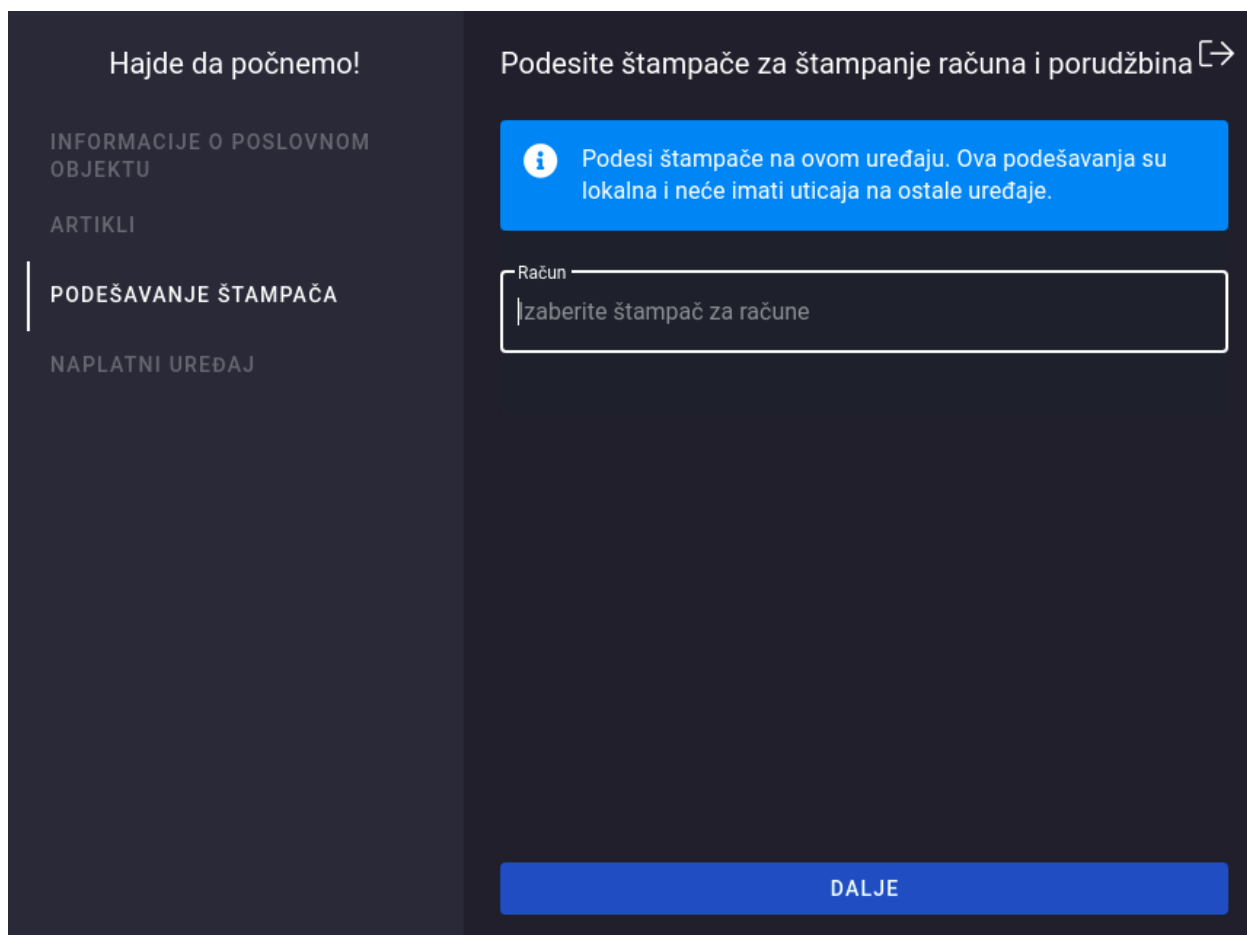 Hajde da počnemo!
INFORMACIJE O POSLOVNOM
OBJEKTU
ARTIKLI
PODEŠAVANJE ŠTAMPAČA
NAPLATNI UREĐAJ
Podesite štampače za štampanje računa i porudžbina
Podesi štampače na ovom uređaju. Ova podešavanja su
lokalna i neće imati uticaja na ostale uređaje.
Račun
Izaberite štampač za račune
DALJE